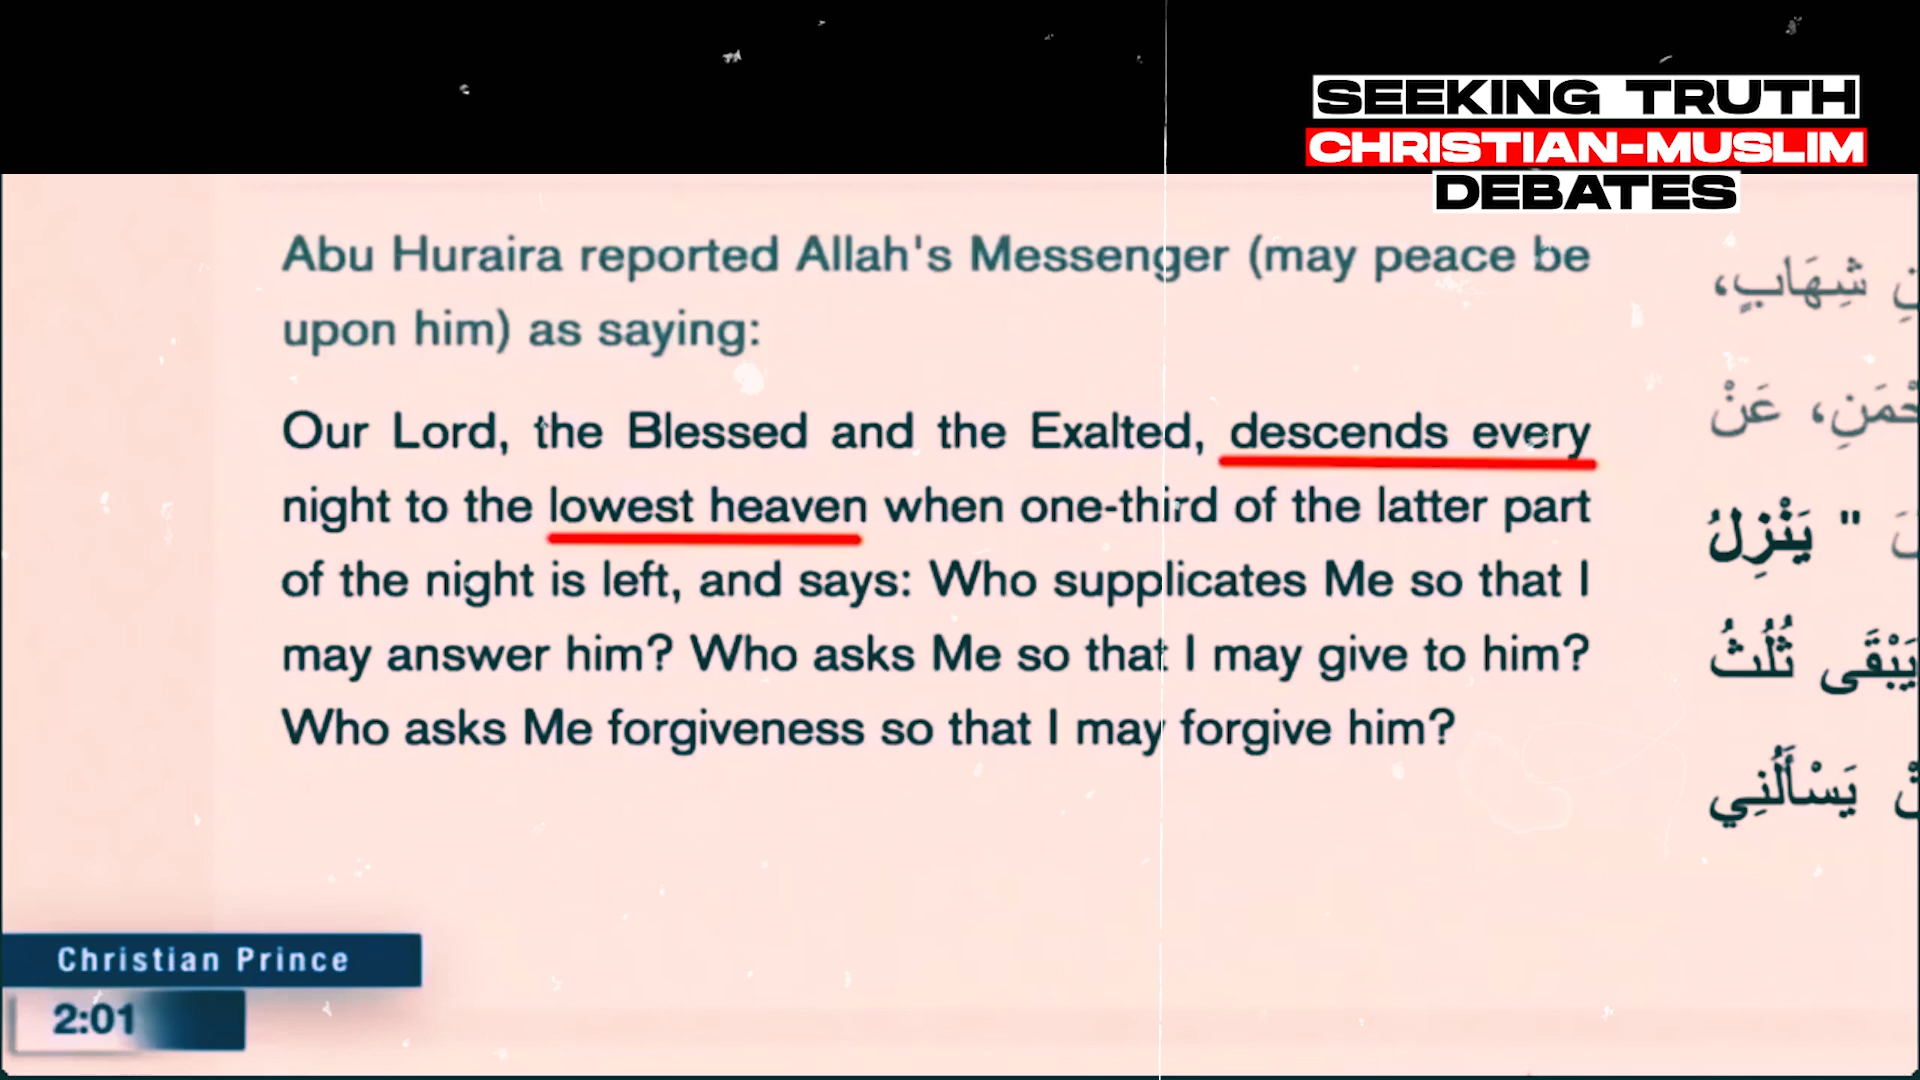 SEEKING TRUTH
CHRISTIAN-MUSLIM
DEBATES
Abu Huraira reported Allah's Messenger (may peace be
upon him) as saying:
Our Lord, the Blessed and the Exalted, descends every
night to the lowest heaven when one-third of the latter part
of the night is left, and says: Who supplicates Me so that I
may answer him? Who asks Me so that I may give to him?
Who asks Me forgiveness so that I may forgive him?
شِهَابٍ،
عَنْ
" يَنْزِلُ
يَبْقَى ثُلُثُ
يَسْأَلُنِي
Christian Prince
2:01